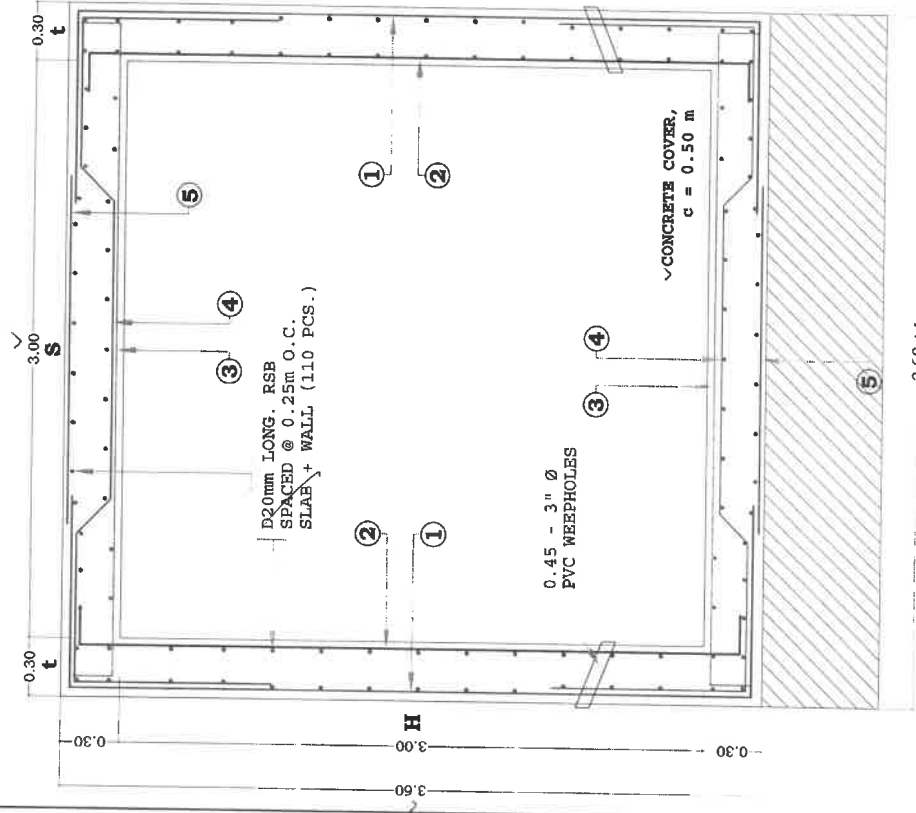 0.30
3.00
0.30
t
S
t
5
4
3
1
2
D20mm LONG. RSB
SPACED @ 0.25m O.C.
SLAB + WALL (110 PCS.)
2
1
4
3
0.45 - 3" Ø
PVC WEEPHOLES
CONCRETE COVER,
c = 0.50 m
5
H
0.30
3.00
0.30
3.60